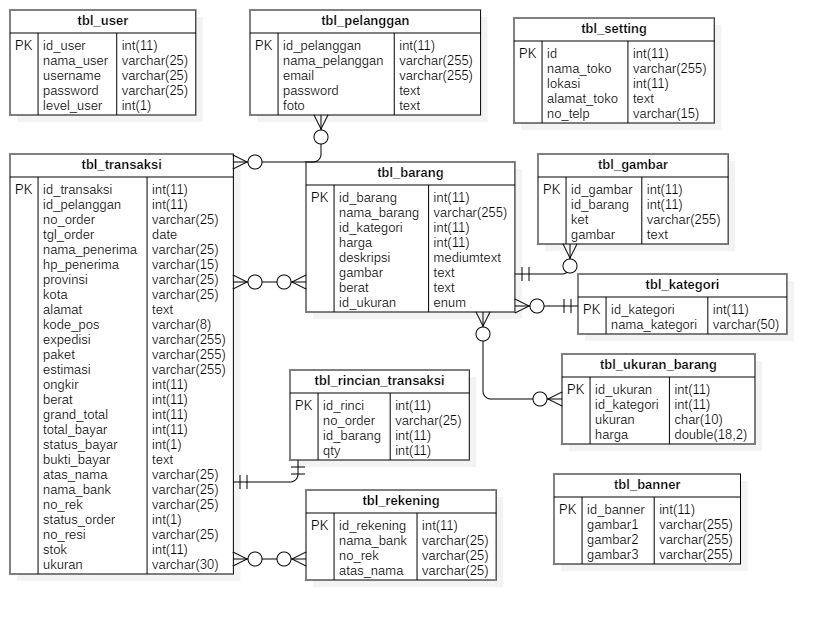 tbl_user
PK id_user int(11)
nama_user varchar(25)
username varchar(25)
password varchar(25)
level_user int(1)
tbl_pelanggan
PK id_pelanggan int(11)
nama_pelanggan varchar(255)
email varchar(255)
password text
foto text
tbl_setting
PK id int(11)
nama_toko varchar(255)
lokasi int(11)
alamat_toko text
no_telp varchar(15)
tbl_transaksi
PK id_transaksi int(11)
id_pelanggan int(11)
no_order varchar(25)
tgl_order date
nama_penerima varchar(25)
hp_penerima varchar(15)
provinsi varchar(25)
kota varchar(25)
alamat text
kode_pos varchar(8)
expedisi varchar(255)
paket varchar(255)
estimasi varchar(255)
ongkir int(11)
berat int(11)
grand_total int(11)
total_bayar int(11)
status_bayar int(1)
bukti_bayar text
atas_nama varchar(25)
nama_bank varchar(25)
no_rek varchar(25)
status_order int(1)
no_resi varchar(25)
stok int(11)
ukuran varchar(30)
tbl_barang
PK id_barang int(11)
nama_barang varchar(255)
id_kategori int(11)
harga int(11)
deskripsi mediumtext
gambar text
berat text
id_ukuran enum
tbl_gambar
PK id_gambar int(11)
id_barang int(11)
ket varchar(255)
gambar text
tbl_kategori
PK id_kategori int(11)
nama_kategori varchar(50)
tbl_ukuran_barang
PK id_ukuran int(11)
id_kategori int(11)
ukuran char(10)
harga double(18,2)
tbl_rincian_transaksi
PK id_rinci int(11)
no_order varchar(25)
id_barang int(11)
qty int(11)
tbl_rekening
PK id_rekening int(11)
nama_bank varchar(25)
no_rek varchar(25)
atas_nama varchar(25)
tbl_banner
PK id_banner int(11)
gambar1 varchar(255)
gambar2 varchar(255)
gambar3 varchar(255)